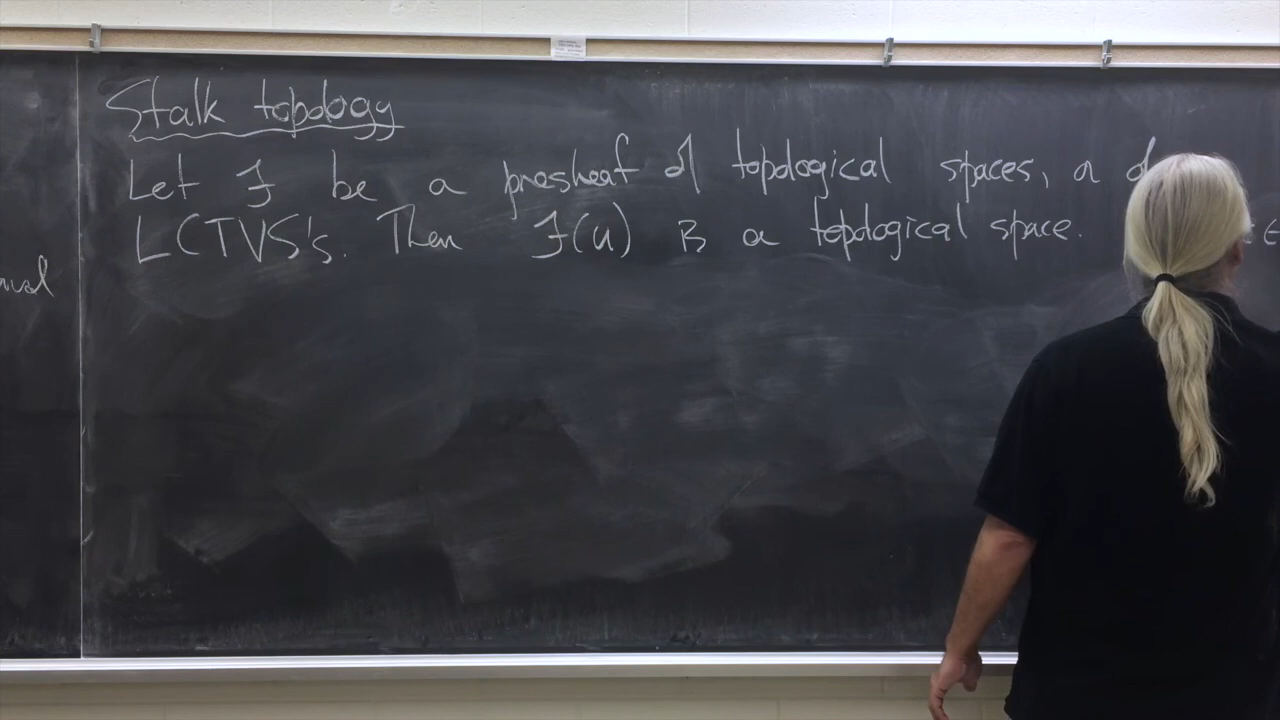 Stalk topology
Let F be a presheaf of topological spaces, or of
LCTVS's. Then F(U) is a topological space. ∈